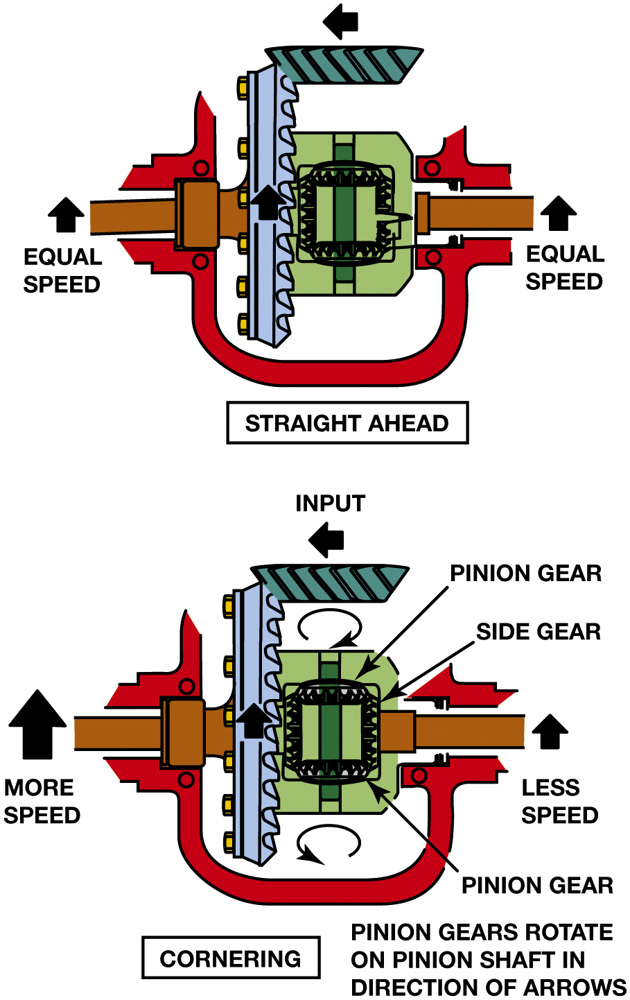 EQUAL
SPEED
EQUAL
SPEED
STRAIGHT AHEAD
INPUT
PINION GEAR
SIDE GEAR
MORE
SPEED
LESS
SPEED
PINION GEAR
CORNERING
PINION GEARS ROTATE
ON PINION SHAFT IN
DIRECTION OF ARROWS